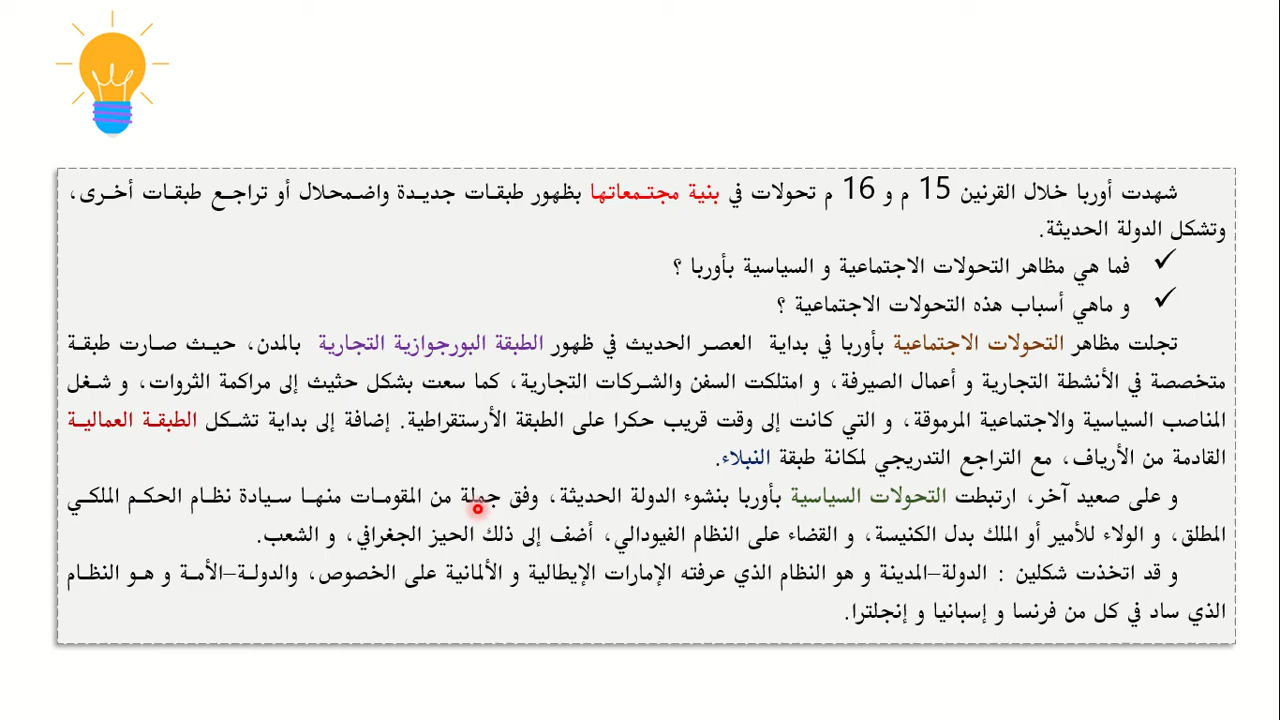 شهدت أوربا خلال القرنين 15 م و 16 م تحولات في بنية مجتمعاتها بظهور طبقات جديدة واضمحلال أو تراجع طبقات أخرى،
وتشكل الدولة الحديثة.
✓ فما هي مظاهر التحولات الاجتماعية و السياسية بأوربا ؟
✓ و ماهي أسباب هذه التحولات الاجتماعية ؟
تجلت مظاهر التحولات الاجتماعية بأوربا في بداية العصر الحديث في ظهور الطبقة البورجوازية التجارية بالمدن، حيث صارت طبقة
متخصصة في الأنشطة التجارية و أعمال الصيرفة، و امتلكت السفن والشركات التجارية، كما سعت بشكل حثيث إلى مراكمة الثروات، و شغل
المناصب السياسية والاجتماعية المرموقة، و التي كانت إلى وقت قريب حكرا على الطبقة الأرستقراطية. إضافة إلى بداية تشكل الطبقة العمالية
القادمة من الأرياف، مع التراجع التدريجي لمكانة طبقة النبلاء.
و على صعيد آخر، ارتبطت التحولات السياسية بأوربا بنشوء الدولة الحديثة، وفق جملة من المقومات منها سيادة نظام الحكم الملكي
المطلق، و الولاء للأمير أو الملك بدل الكنيسة، و القضاء على النظام الفيودالي، أضف إلى ذلك الحيز الجغرافي، و الشعب.
و قد اتخذت شكلين : الدولة–المدينة و هو النظام الذي عرفته الإمارات الإيطالية و الألمانية على الخصوص، والدولة–الأمة و هو النظام
الذي ساد في كل من فرنسا و إسبانيا و إنجلترا.